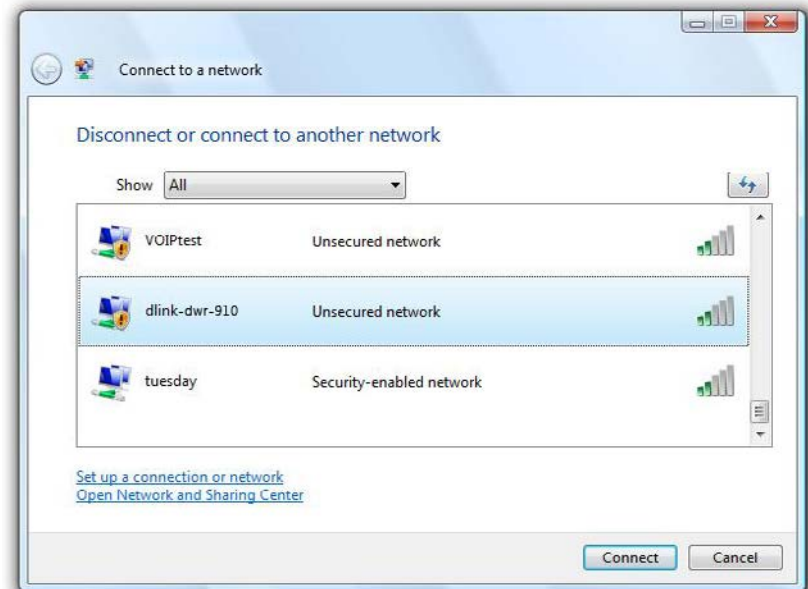 Connect to a network
Disconnect or connect to another network
Show All
VOIPtest Unsecured network
dlink-dwr-910 Unsecured network
tuesday Security-enabled network
Set up a connection or network
Open Network and Sharing Center
Connect Cancel